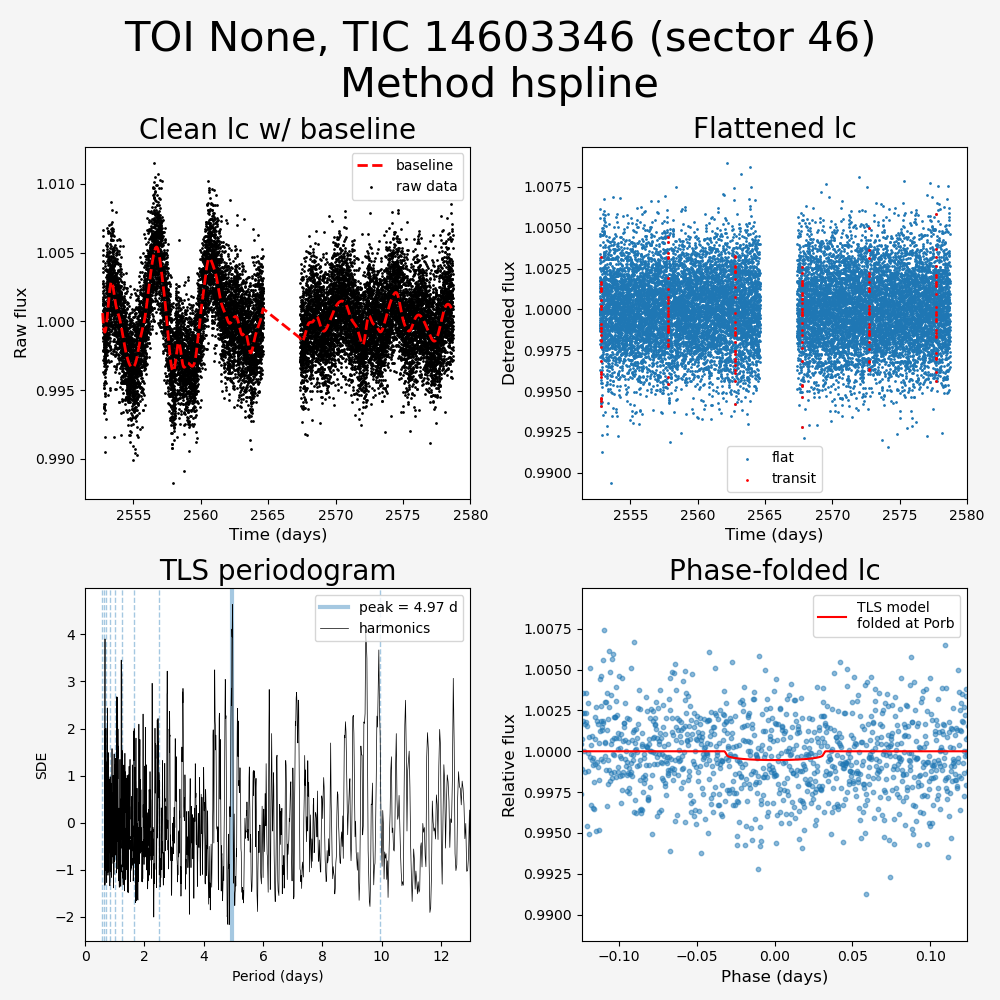 TOI None, TIC 14603346 (sector 46)
Method hspline
Clean lc w/ baseline
baseline
raw data
1.010
1.005
1.000
0.995
0.990
Raw flux
2555
2560
2565
2570
2575
2580
Time (days)
Flattened lc
1.0075
1.0050
1.0025
1.0000
0.9975
0.9950
0.9925
0.9900
Detrended flux
flat
transit
2555
2560
2565
2570
2575
2580
Time (days)
TLS periodogram
peak = 4.97 d
harmonics
4
3
2
1
0
−1
−2
SDE
0
2
4
6
8
10
12
Period (days)
Phase-folded lc
TLS model
folded at Porb
1.0075
1.0050
1.0025
1.0000
0.9975
0.9950
0.9925
0.9900
Relative flux
−0.10
−0.05
0.00
0.05
0.10
Phase (days)